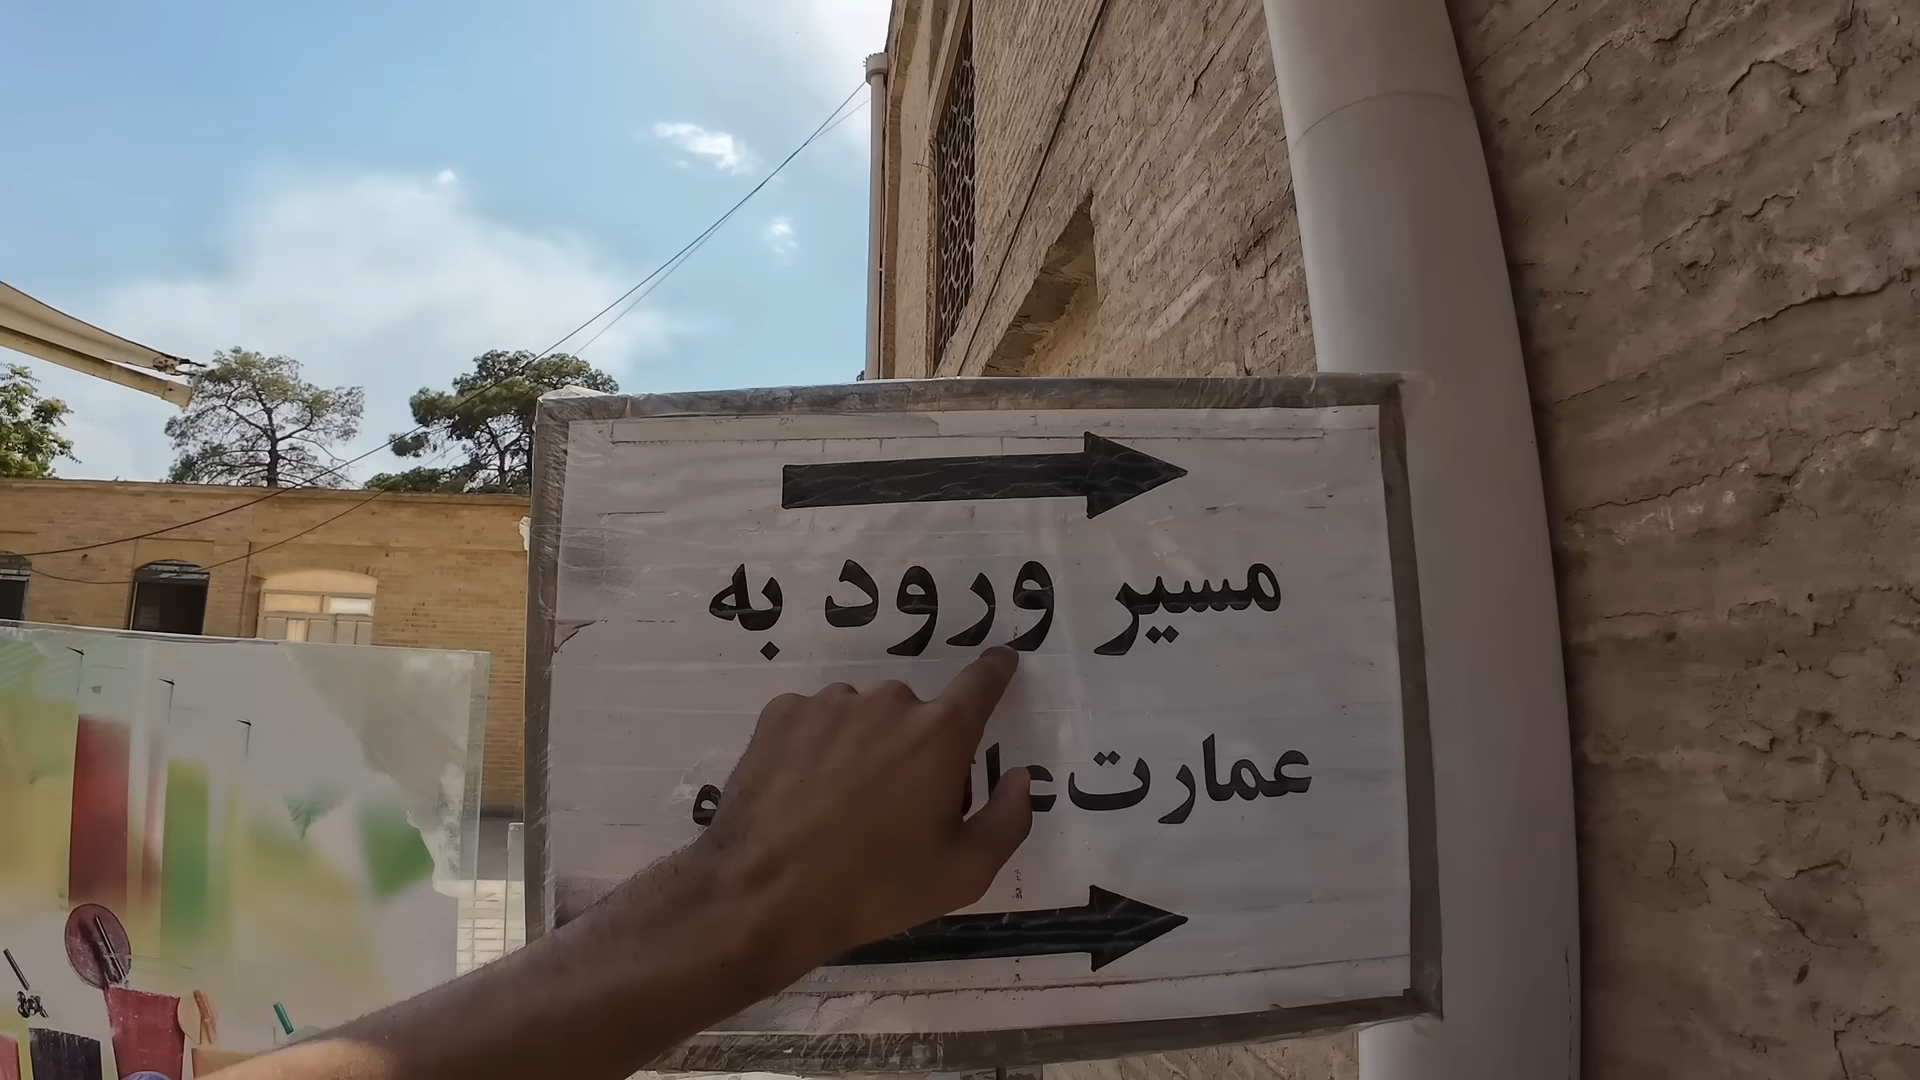 مسیر ورود به
عمارت